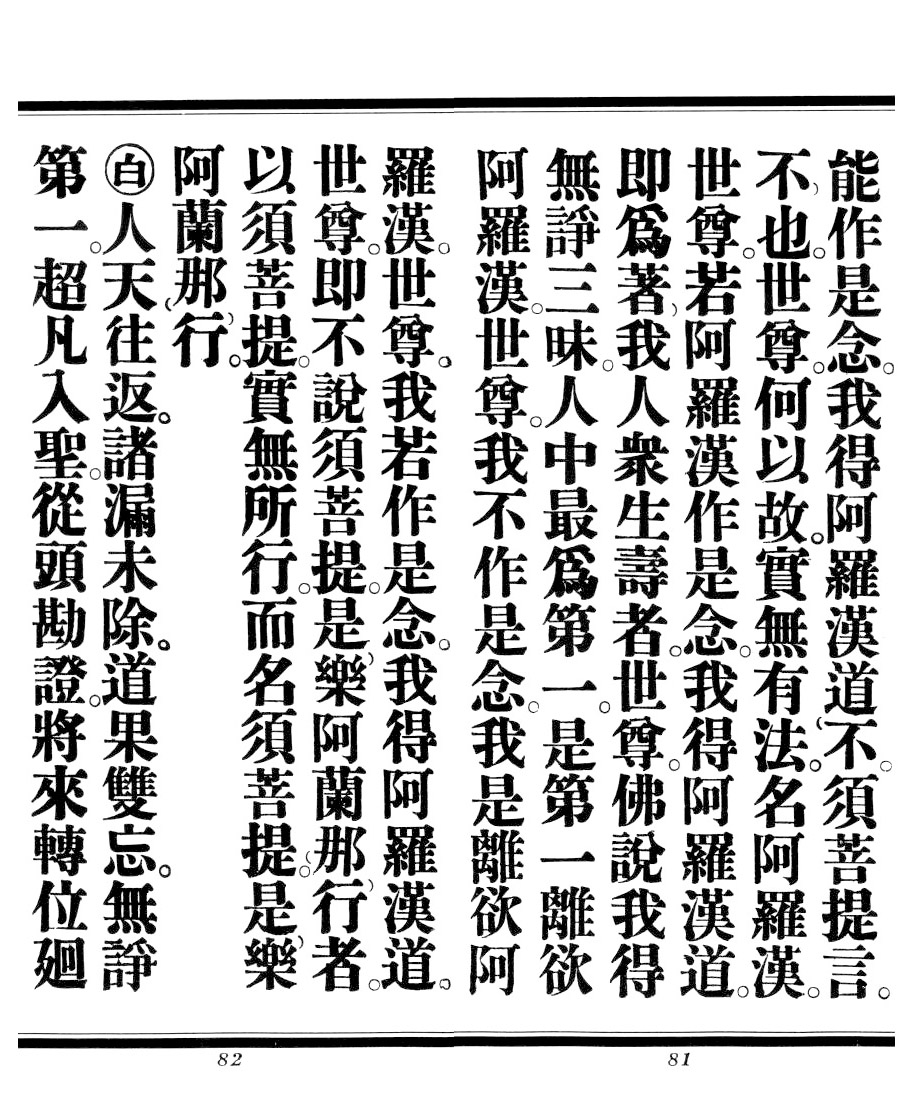 能作是念。我得阿羅漢道不。須菩提言。
不也。世尊。何以故。實無有法。名阿羅漢。
世尊。若阿羅漢作是念。我得阿羅漢道。
即爲著我人衆生壽者。世尊。佛說我得
無諍三昧。人中最爲第一。是第一離欲
阿羅漢。世尊。我不作是念。我是離欲阿
羅漢。世尊。我若作是念。我得阿羅漢道。
世尊。即不說須菩提。是樂阿蘭那行者。
以須菩提。實無所行。而名須菩提。是樂
阿蘭那行。
㊀白人天往返。諸漏未除。道果雙忘。無諍
第一。超凡入聖。從頭勘證。將來轉位廻
82
81